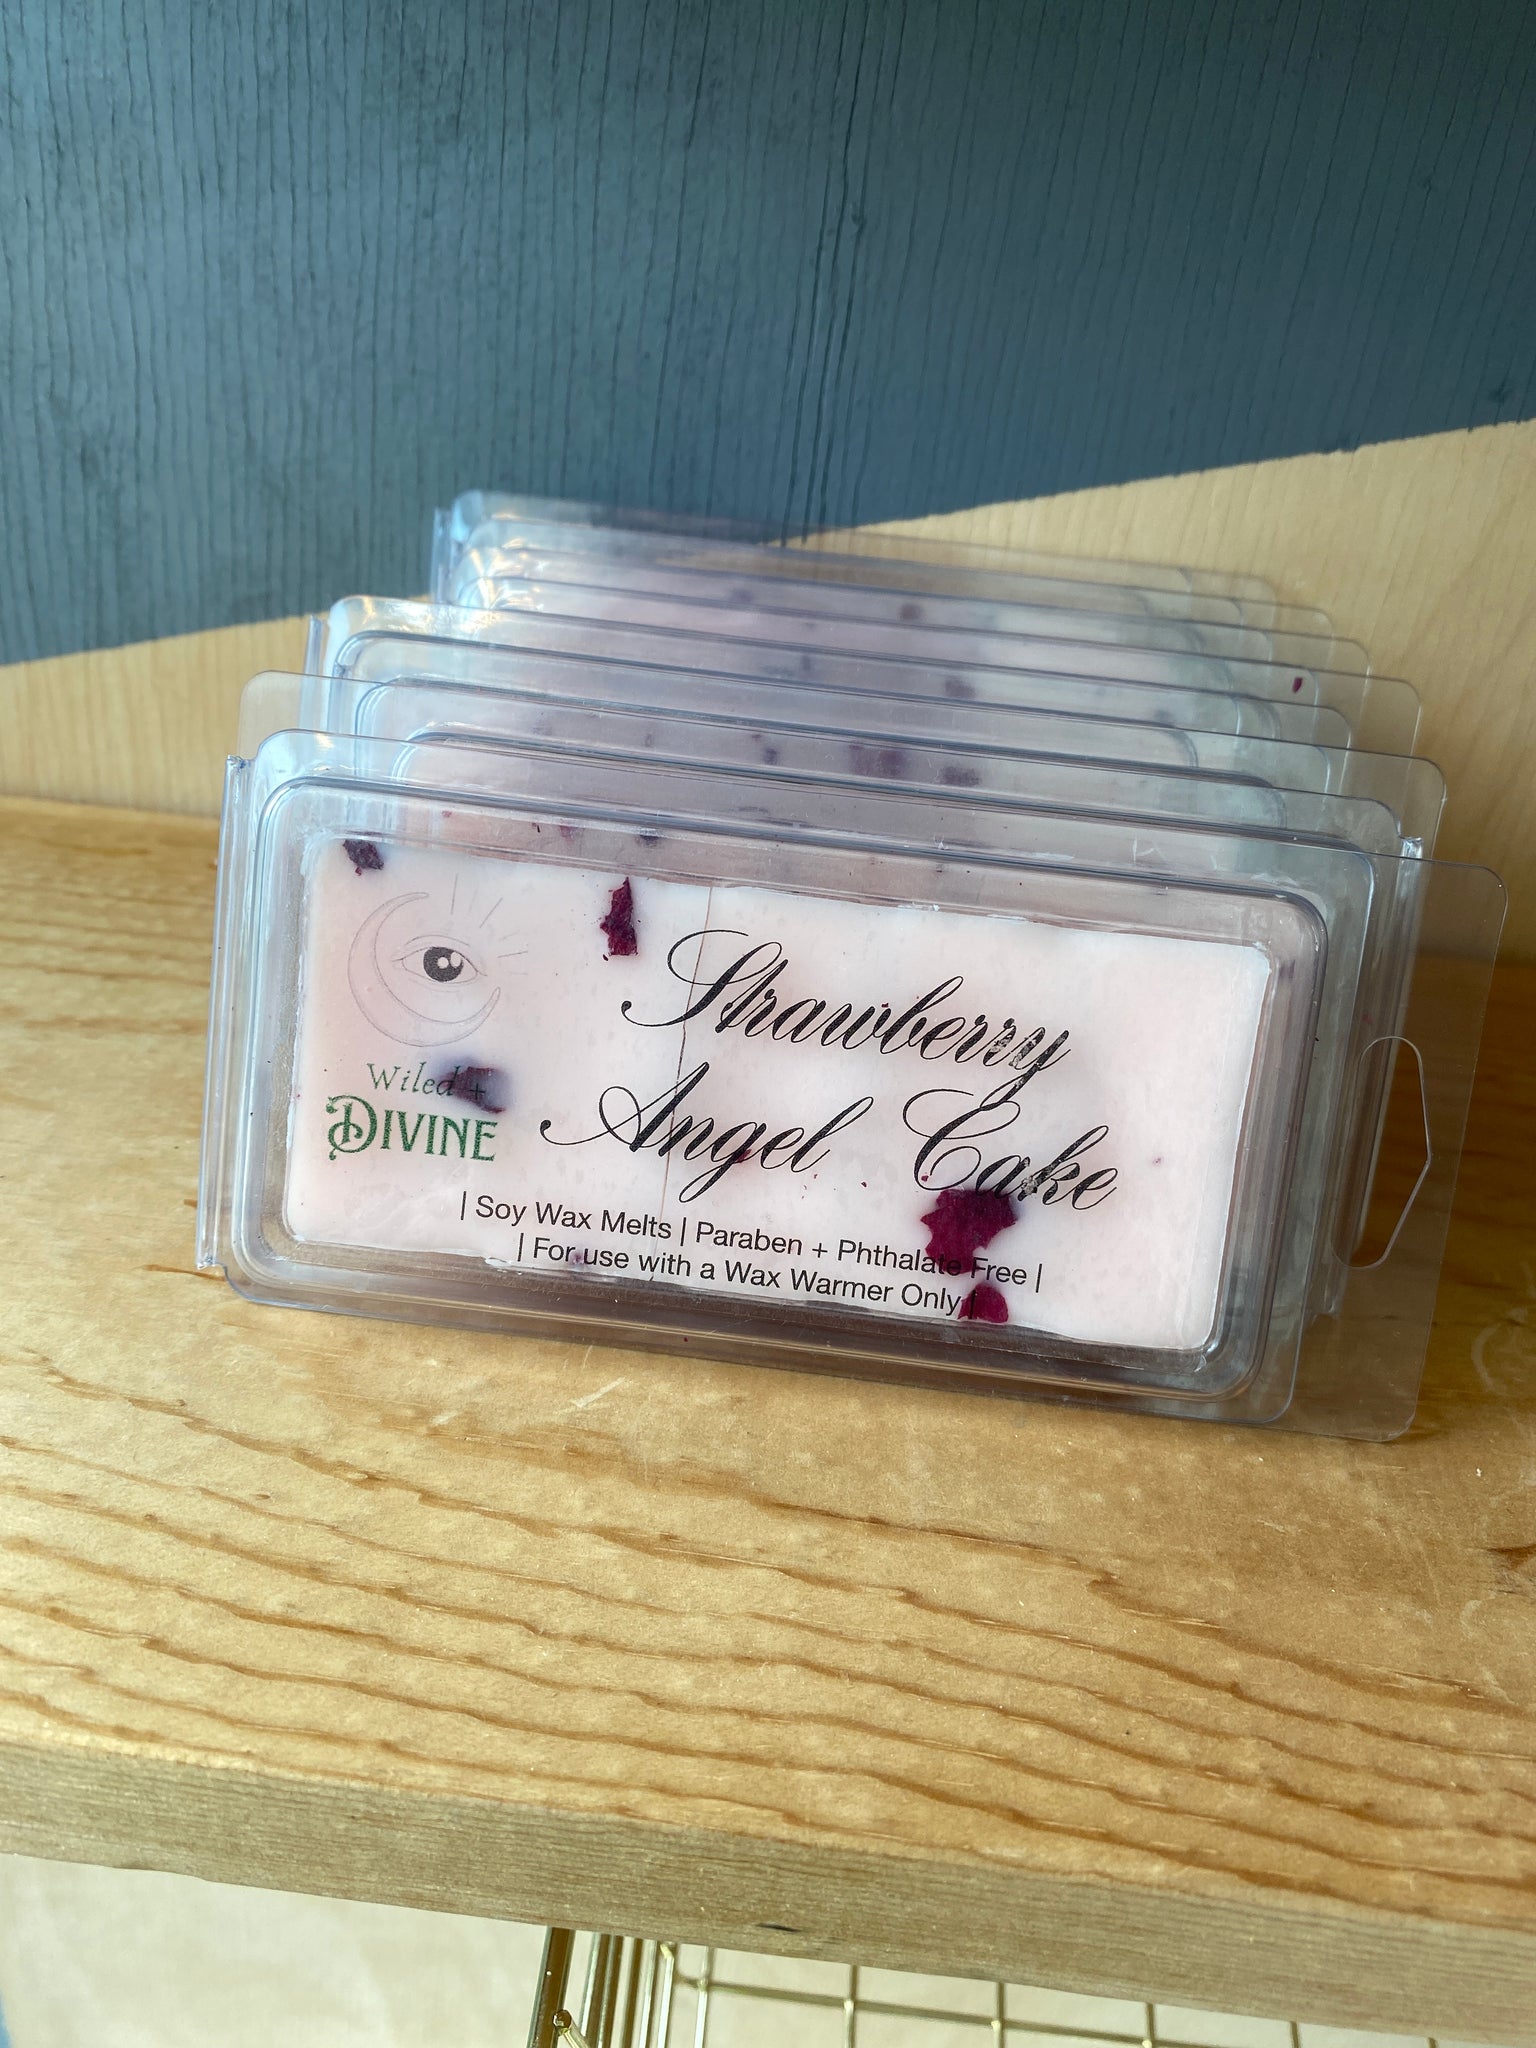 Wiled +
DIVINE
Strawberry
Angel Cake
| Soy Wax Melts | Paraben + Phthalate Free |
| For use with a Wax Warmer Only |